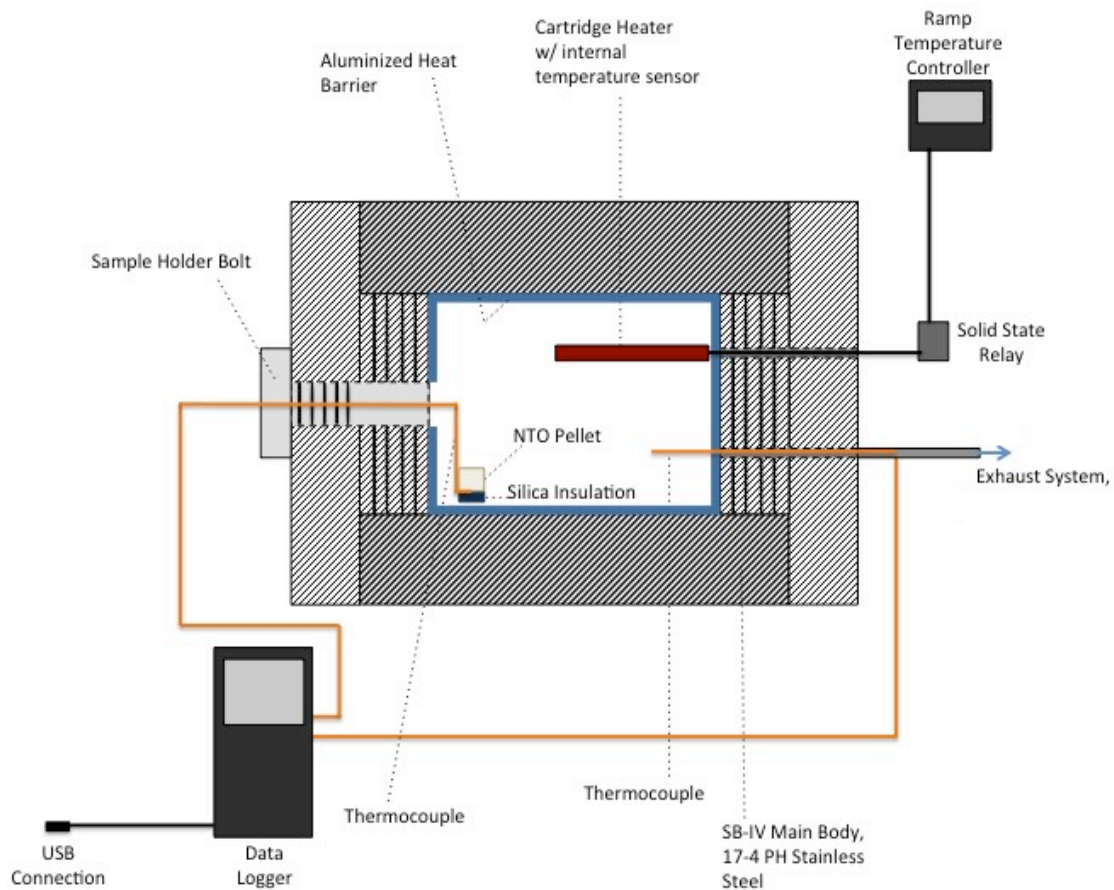 Ramp
Temperature
Controller
Cartridge Heater
w/ internal
temperature sensor
Aluminized Heat
Barrier
Sample Holder Bolt
Solid State
Relay
NTO Pellet
Silica Insulation
Exhaust System,
Thermocouple
Thermocouple
SB-IV Main Body,
17-4 PH Stainless
Steel
USB
Connection
Data
Logger